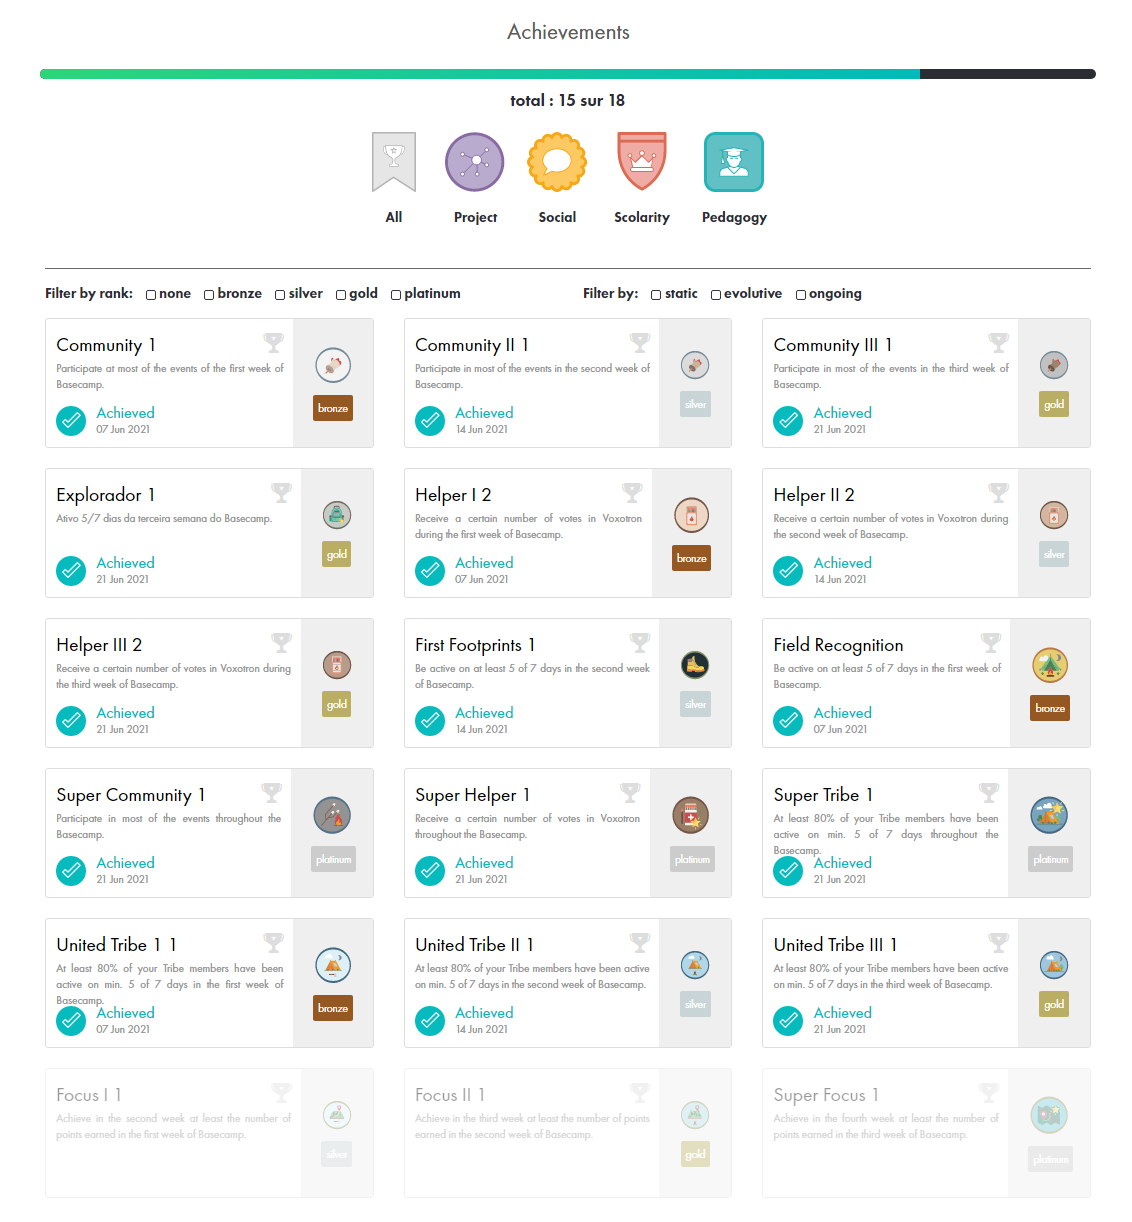 Achievements
total : 15 sur 18
All
Project
Social
Scolarity
Pedagogy
Filter by rank: none bronze silver gold platinum
Filter by: static evolutive ongoing
Community 1
Participate at most of the events of the first week of
Basecamp.
Achieved
07 Jun 2021
bronze
Community II 1
Participate in most of the events in the second week of
Basecamp.
Achieved
14 Jun 2021
silver
Community III 1
Participate in most of the events in the third week of
Basecamp.
Achieved
21 Jun 2021
gold
Explorador 1
Ativo 5/7 dias da terceira semana do Basecamp.
Achieved
21 Jun 2021
gold
Helper I 2
Receive a certain number of votes in Voxotron
during the first week of Basecamp.
Achieved
07 Jun 2021
bronze
Helper II 2
Receive a certain number of votes in Voxotron during
the second week of Basecamp.
Achieved
14 Jun 2021
silver
Helper III 2
Receive a certain number of votes in Voxotron during
the third week of Basecamp.
Achieved
21 Jun 2021
gold
First Footprints 1
Be active on at least 5 of 7 days in the second week
of Basecamp.
Achieved
14 Jun 2021
silver
Field Recognition
Be active on at least 5 of 7 days in the first week of
Basecamp.
Achieved
07 Jun 2021
bronze
Super Community 1
Participate in most of the events throughout the
Basecamp.
Achieved
21 Jun 2021
platinum
Super Helper 1
Receive a certain number of votes in Voxotron
throughout the Basecamp.
Achieved
21 Jun 2021
platinum
Super Tribe 1
At least 80% of your Tribe members have been
active on min. 5 of 7 days throughout the
Basecamp.
Achieved
21 Jun 2021
platinum
United Tribe 1 1
At least 80% of your Tribe members have been
active on min. 5 of 7 days in the first week of
Basecamp.
Achieved
07 Jun 2021
bronze
United Tribe II 1
At least 80% of your Tribe members have been active
on min. 5 of 7 days in the second week of Basecamp.
Achieved
14 Jun 2021
silver
United Tribe III 1
At least 80% of your Tribe members have been active
on min. 5 of 7 days in the third week of Basecamp.
Achieved
21 Jun 2021
gold
Focus I 1
Achieve in the second week at least the number of
points earned in the first week of Basecamp.
silver
Focus II 1
Achieve in the third week at least the number of points
earned in the second week of Basecamp.
gold
Super Focus 1
Achieve in the fourth week at least the number of
points earned in the third week of Basecamp.
platinum